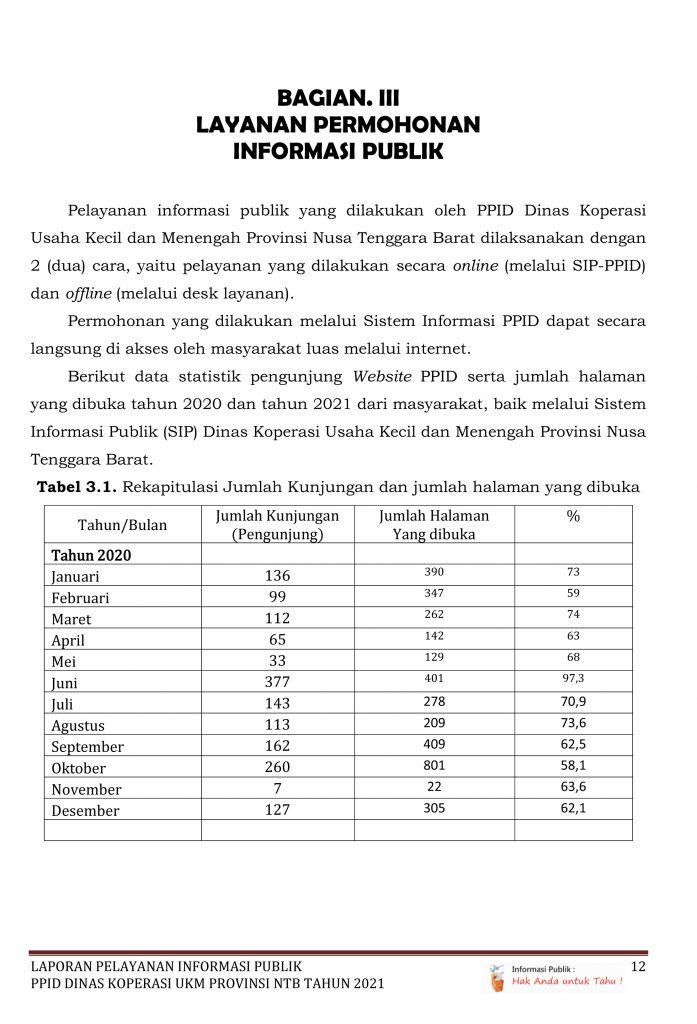 BAGIAN. III
LAYANAN PERMOHONAN
INFORMASI PUBLIK
Pelayanan informasi publik yang dilakukan oleh PPID Dinas Koperasi
Usaha Kecil dan Menengah Provinsi Nusa Tenggara Barat dilaksanakan dengan
2 (dua) cara, yaitu pelayanan yang dilakukan secara online (melalui SIP-PPID)
dan offline (melalui desk layanan).
Permohonan yang dilakukan melalui Sistem Informasi PPID dapat secara
langsung di akses oleh masyarakat luas melalui internet.
Berikut data statistik pengunjung Website PPID serta jumlah halaman
yang dibuka tahun 2020 dan tahun 2021 dari masyarakat, baik melalui Sistem
Informasi Publik (SIP) Dinas Koperasi Usaha Kecil dan Menengah Provinsi Nusa
Tenggara Barat.
Tabel 3.1. Rekapitulasi Jumlah Kunjungan dan jumlah halaman yang dibuka
Tahun/Bulan Jumlah Kunjungan (Pengunjung) Jumlah Halaman Yang dibuka %
Tahun 2020
Januari 136 390 73
Februari 99 347 59
Maret 112 262 74
April 65 142 63
Mei 33 129 68
Juni 377 401 97,3
Juli 143 278 70,9
Agustus 113 209 73,6
September 162 409 62,5
Oktober 260 801 58,1
November 7 22 63,6
Desember 127 305 62,1
LAPORAN PELAYANAN INFORMASI PUBLIK
PPID DINAS KOPERASI UKM PROVINSI NTB TAHUN 2021
Informasi Publik :
Hak Anda untuk Tahu !
12